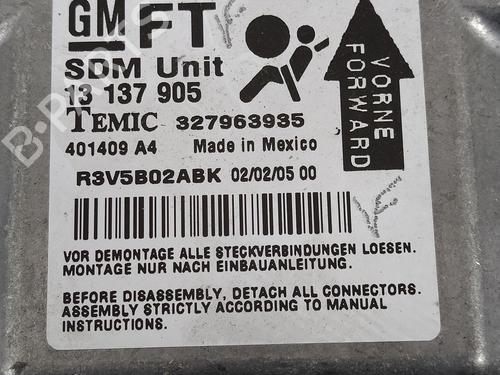 GM FT
SDM Unit
13 137 905
TEMIC 327963935
401409 A4 Made in Mexico
R3V5B02ABK 02/02/05 00
VORNE
FORWARD
VOR DEMONTAGE ALLE STECKVERBINDUNGEN LOESEN.
MONTAGE NUR NACH EINBAUANLEITUNG.
BEFORE DISASSEMBLY, DETACH ALL CONNECTORS.
ASSEMBLY STRICTLY ACCORDING TO MANUAL
INSTRUCTIONS.